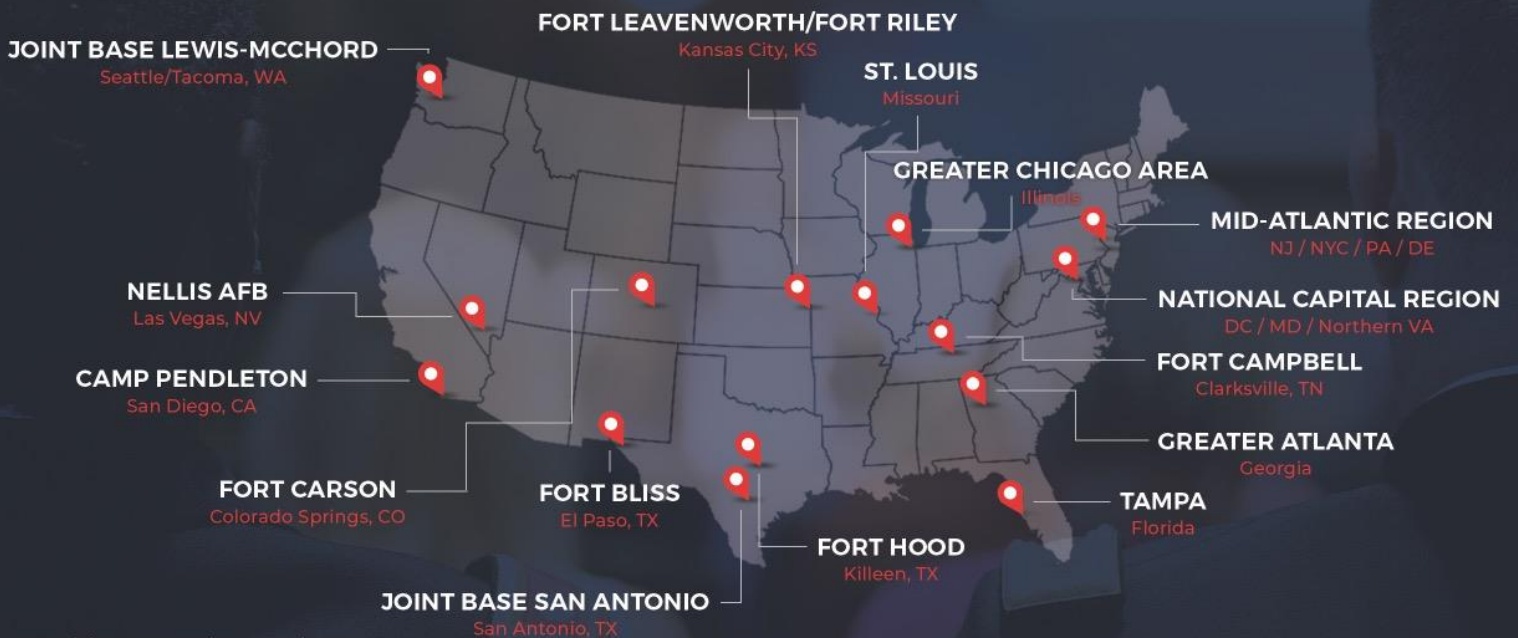 FORT LEAVENWORTH/FORT RILEY
Kansas City, KS
JOINT BASE LEWIS-MCCHORD
Seattle/Tacoma, WA
ST. LOUIS
Missouri
GREATER CHICAGO AREA
Illinois
MID-ATLANTIC REGION
NJ / NYC / PA / DE
NELLIS AFB
Las Vegas, NV
NATIONAL CAPITAL REGION
DC / MD / Northern VA
FORT CAMPBELL
Clarksville, TN
CAMP PENDLETON
San Diego, CA
GREATER ATLANTA
Georgia
FORT CARSON
Colorado Springs, CO
FORT BLISS
El Paso, TX
TAMPA
Florida
FORT HOOD
Killeen, TX
JOINT BASE SAN ANTONIO
San Antonio, TX